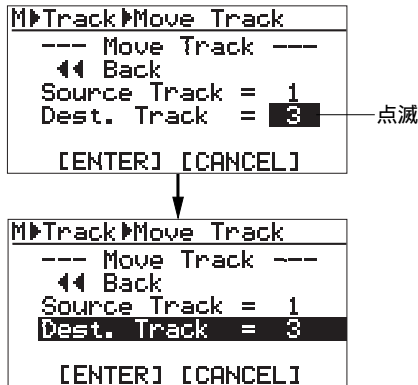 M▶Track▶Move Track
--- Move Track ---
◀◀ Back
Source Track = 1
Dest. Track = 3
点滅
[ENTER] [CANCEL]
M▶Track▶Move Track
--- Move Track ---
◀◀ Back
Source Track = 1
Dest. Track = 3
[ENTER] [CANCEL]